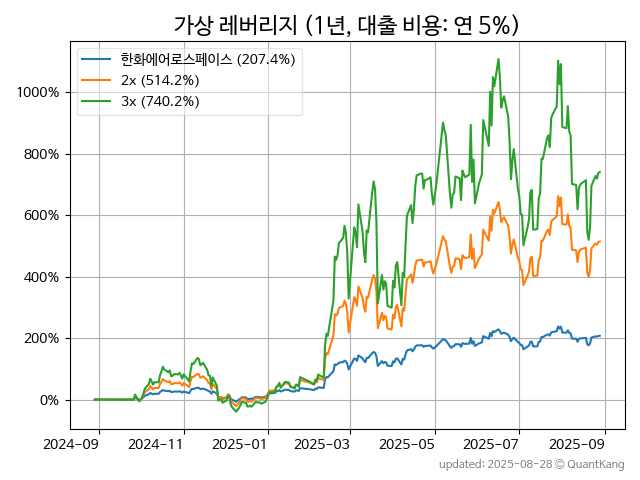 가상 레버리지 (1년, 대출 비용: 연 5%)
한화에어로스페이스 (207.4%)
2x (514.2%)
3x (740.2%)
1000%
800%
600%
400%
200%
0%
2024-09 2024-11 2025-01 2025-03 2025-05 2025-07 2025-09
updated: 2025-08-28 © QuantKang